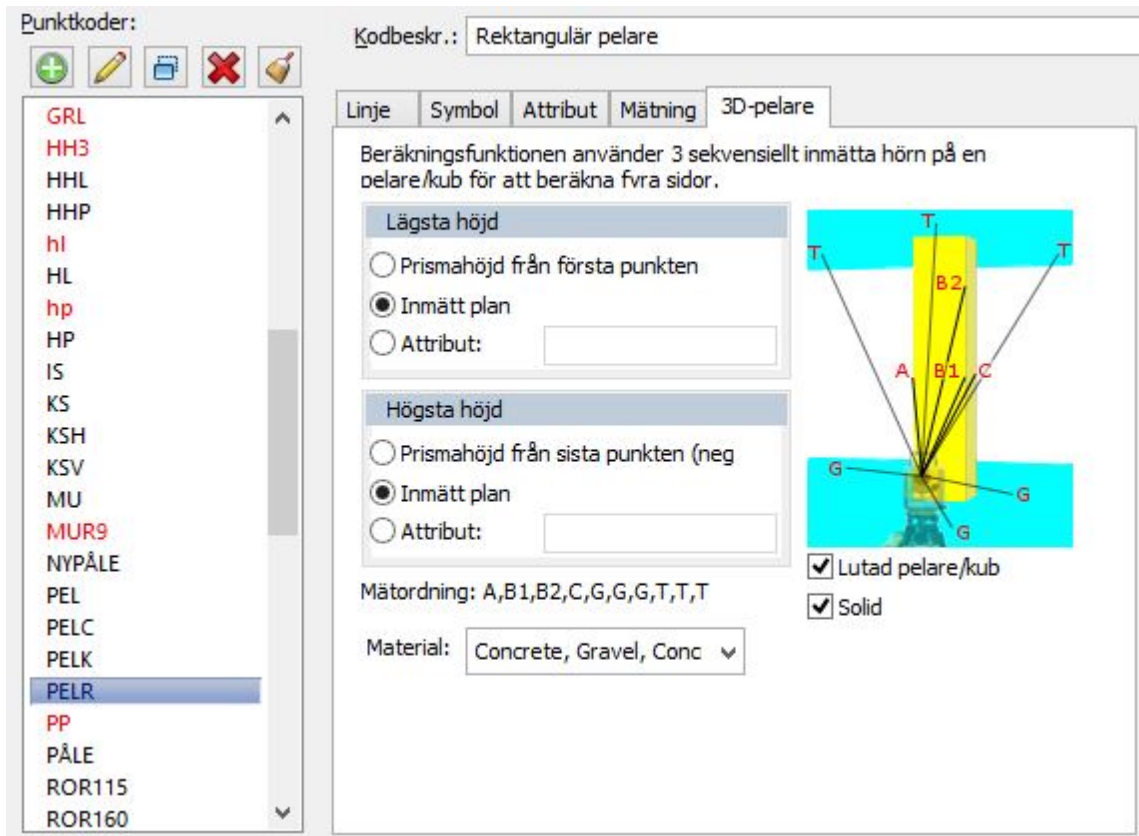 Punktkoder:
GRL
HH3
HHL
HHP
hl
HL
hp
HP
IS
KS
KSH
KSV
MU
MUR9
NYPÅLE
PEL
PELC
PELK
PELR
PP
PÅLE
ROR115
ROR160
Kodbeskr.: Rektangulär pelare
Linje Symbol Attribut Mätning 3D-pelare
Beräkningsfunktionen använder 3 sekvensiellt inmätta hörn på en
pelare/kub för att beräkna fyra sidor.
Lägsta höjd
Prismahöjd från första punkten
Inmätt plan
Attribut:
Högsta höjd
Prismahöjd från sista punkten (neg
Inmätt plan
Attribut:
Mätordning: A,B1,B2,C,G,G,G,T,T,T
Material: Concrete, Gravel, Conc
T
T T
B2
A B1 C
G
G
G
Lutad pelare/kub
Solid